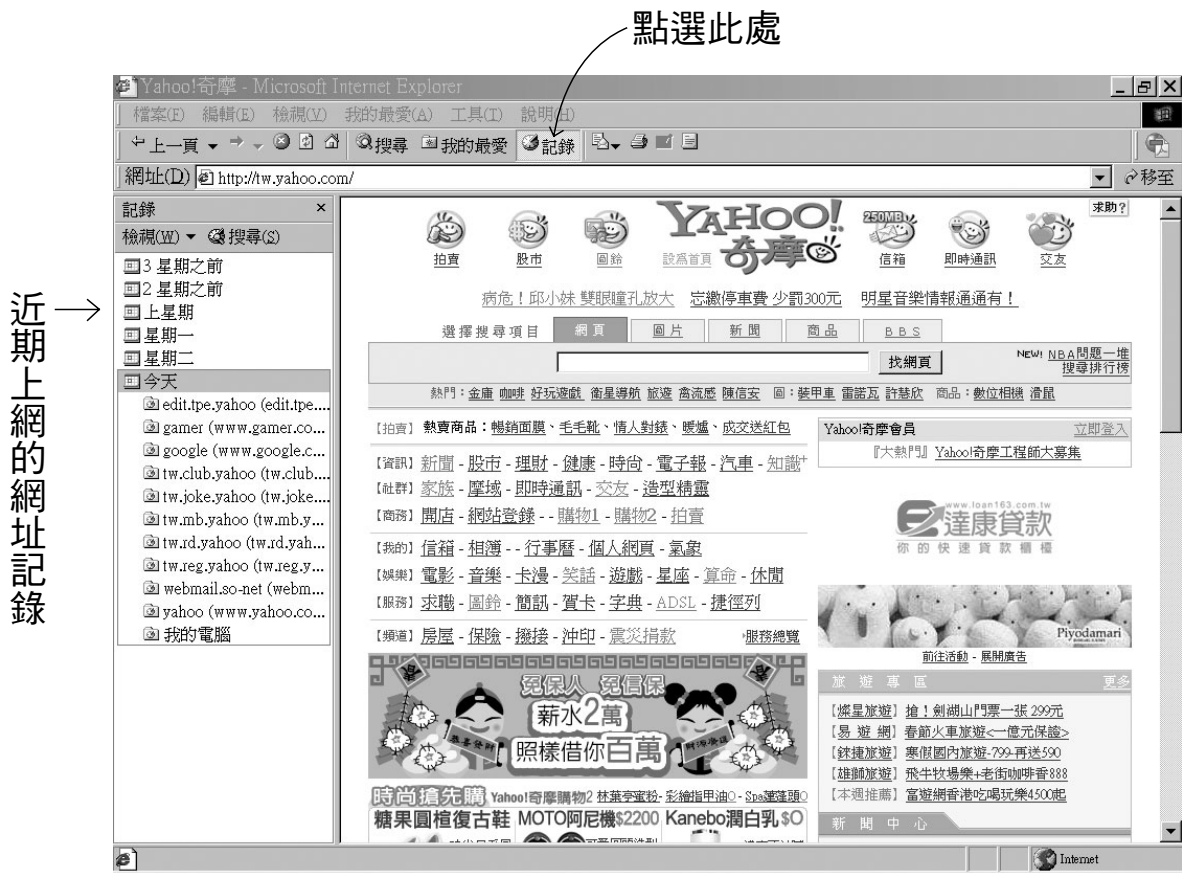 點選此處
近期上網的網址記錄
Yahoo!奇摩 - Microsoft Internet Explorer
檔案(F) 編輯(E) 檢視(V) 我的最愛(A) 工具(T) 說明(H)
上一頁 搜尋 我的最愛 記錄
網址(D) http://tw.yahoo.com/ 移至
記錄 ×
檢視(W) 搜尋(S)
3 星期之前
2 星期之前
上星期
星期一
星期二
今天
edit.tpe.yahoo (edit.tpe....
gamer (www.gamer.co...
google (www.google.c...
tw.club.yahoo (tw.club....
tw.joke.yahoo (tw.joke....
tw.mb.yahoo (tw.mb.y...
tw.rd.yahoo (tw.rd.yah...
tw.reg.yahoo (tw.reg.y...
webmail.so-net (webm...
yahoo (www.yahoo.co...
我的電腦
求助?
YAHOO! 奇摩
250MB
拍賣 股市 圖鈴 設為首頁 信箱 即時通訊 交友
病危!邱小妹 雙眼瞳孔放大 忘繳停車費 少罰300元 明星音樂情報通通有!
選擇搜尋項目 網頁 圖片 新聞 商品 BBS
找網頁
NEW! NBA問題一堆
搜尋排行榜
熱門:金庸 咖啡 好玩遊戲 衛星導航 旅遊 禽流感 陳信安 圖:裝甲車 雷諾瓦 許慧欣 商品:數位相機 滑鼠
【拍賣】熱賣商品:暢銷面膜、毛毛靴、情人對錶、暖爐、成交送紅包
【資訊】新聞 - 股市 - 理財 - 健康 - 時尚 - 電子報 - 汽車 - 知識+
【社群】家族 - 摩域 - 即時通訊 - 交友 - 造型精靈
【商務】開店 - 網站登錄 - - 購物1 - 購物2 - 拍賣
【我的】信箱 - 相簿 - - 行事曆 - 個人網頁 - 氣象
【娛樂】電影 - 音樂 - 卡漫 - 笑話 - 遊戲 - 星座 - 算命 - 休閒
【服務】求職 - 圖鈴 - 簡訊 - 賀卡 - 字典 - ADSL - 捷徑列
【頻道】房屋 - 保險 - 撥接 - 沖印 - 震災捐款 服務總覽
免保人 免信保
薪水2萬
照樣借你百萬
恭喜發財
時尚搶先購 Yahoo!奇摩購物2 林葉亭蜜粉- 彩繪指甲油- Spa蓮蓬頭
糖果圓楦復古鞋 MOTO阿尼機$2200 Kanebo潤白乳$0
Yahoo!奇摩會員 立即登入
『大熱門』 Yahoo!奇摩工程師大募集
www.loan163.com.tw
達康貸款
你的快速貸款櫃檯
Piyodamari
前往活動 - 展開廣告
旅遊專區 更多
【燦星旅遊】搶!劍湖山門票一張 299元
【易遊網】春節火車旅遊<一億元保證>
【錸捷旅遊】寒假國內旅遊-799-再送590
【雄獅旅遊】飛牛牧場樂+老街咖啡香888
【本週推薦】富遊網香港吃喝玩樂4500起
新聞中心
Internet